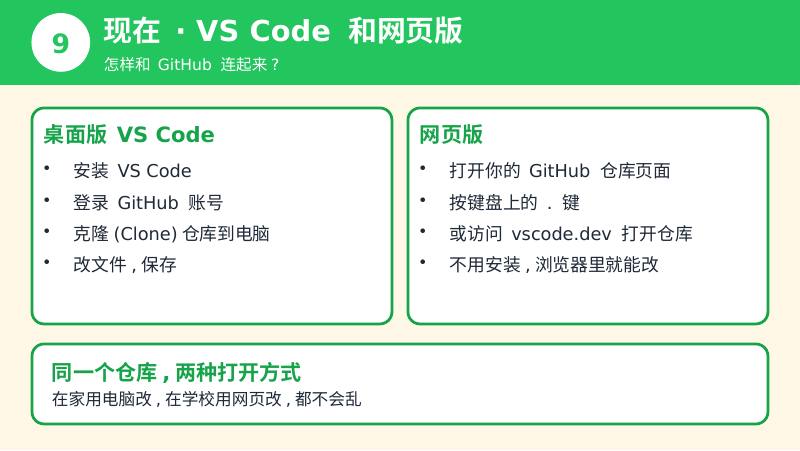 9
现在 · VS Code 和网页版
怎样和 GitHub 连起来 ?
桌面版 VS Code
• 安装 VS Code
• 登录 GitHub 账号
• 克隆 (Clone) 仓库到电脑
• 改文件 , 保存
网页版
• 打开你的 GitHub 仓库页面
• 按键盘上的 . 键
• 或访问 vscode.dev 打开仓库
• 不用安装 , 浏览器里就能改
同一个仓库 , 两种打开方式
在家用电脑改 , 在学校用网页改 , 都不会乱